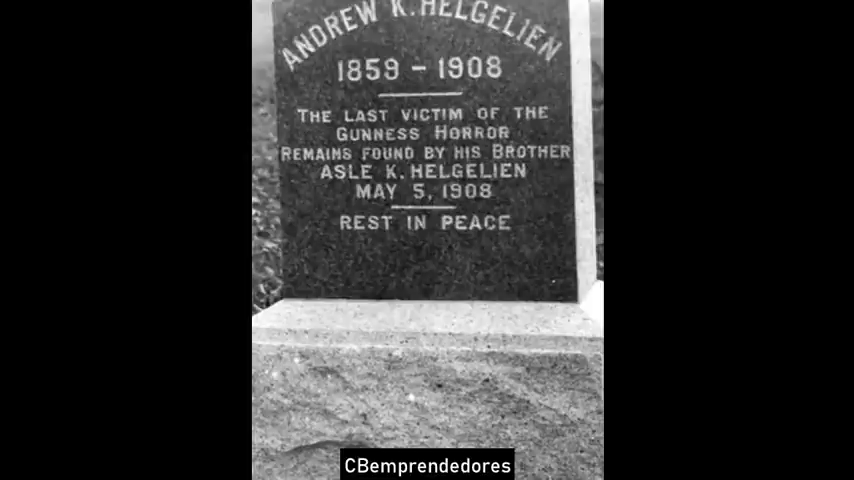 ANDREW K. HELGELIEN
1859 - 1908
THE LAST VICTIM OF THE
GUNNESS HORROR
REMAINS FOUND BY HIS BROTHER
ASLE K. HELGELIEN
MAY 5, 1908
REST IN PEACE
CBemprendedores